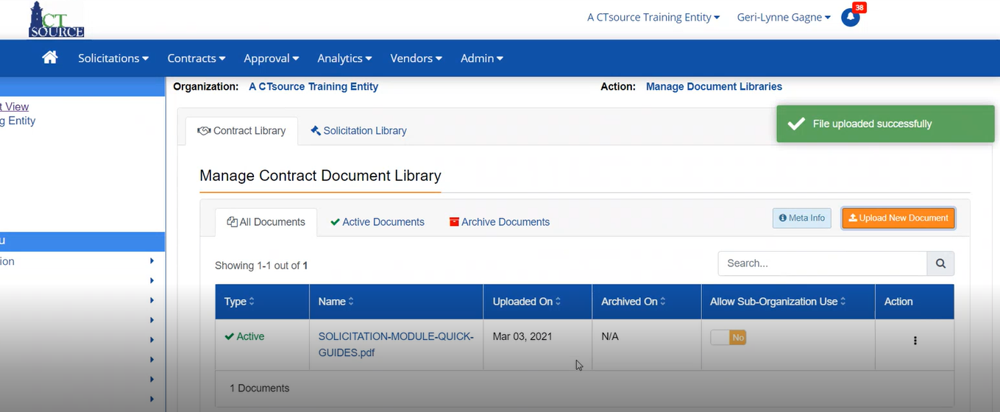 CT
SOURCE
A CTsource Training Entity
Geri-Lynne Gagne
38
Solicitations
Contracts
Approval
Analytics
Vendors
Admin
t View
g Entity
u
ion
Organization: A CTsource Training Entity
Action: Manage Document Libraries
File uploaded successfully
Contract Library
Solicitation Library
Manage Contract Document Library
All Documents
Active Documents
Archive Documents
Meta Info
Upload New Document
Showing 1-1 out of 1
Search...
Type
Name
Uploaded On
Archived On
Allow Sub-Organization Use
Action
Active
SOLICITATION-MODULE-QUICK-
GUIDES.pdf
Mar 03, 2021
N/A
No
1 Documents